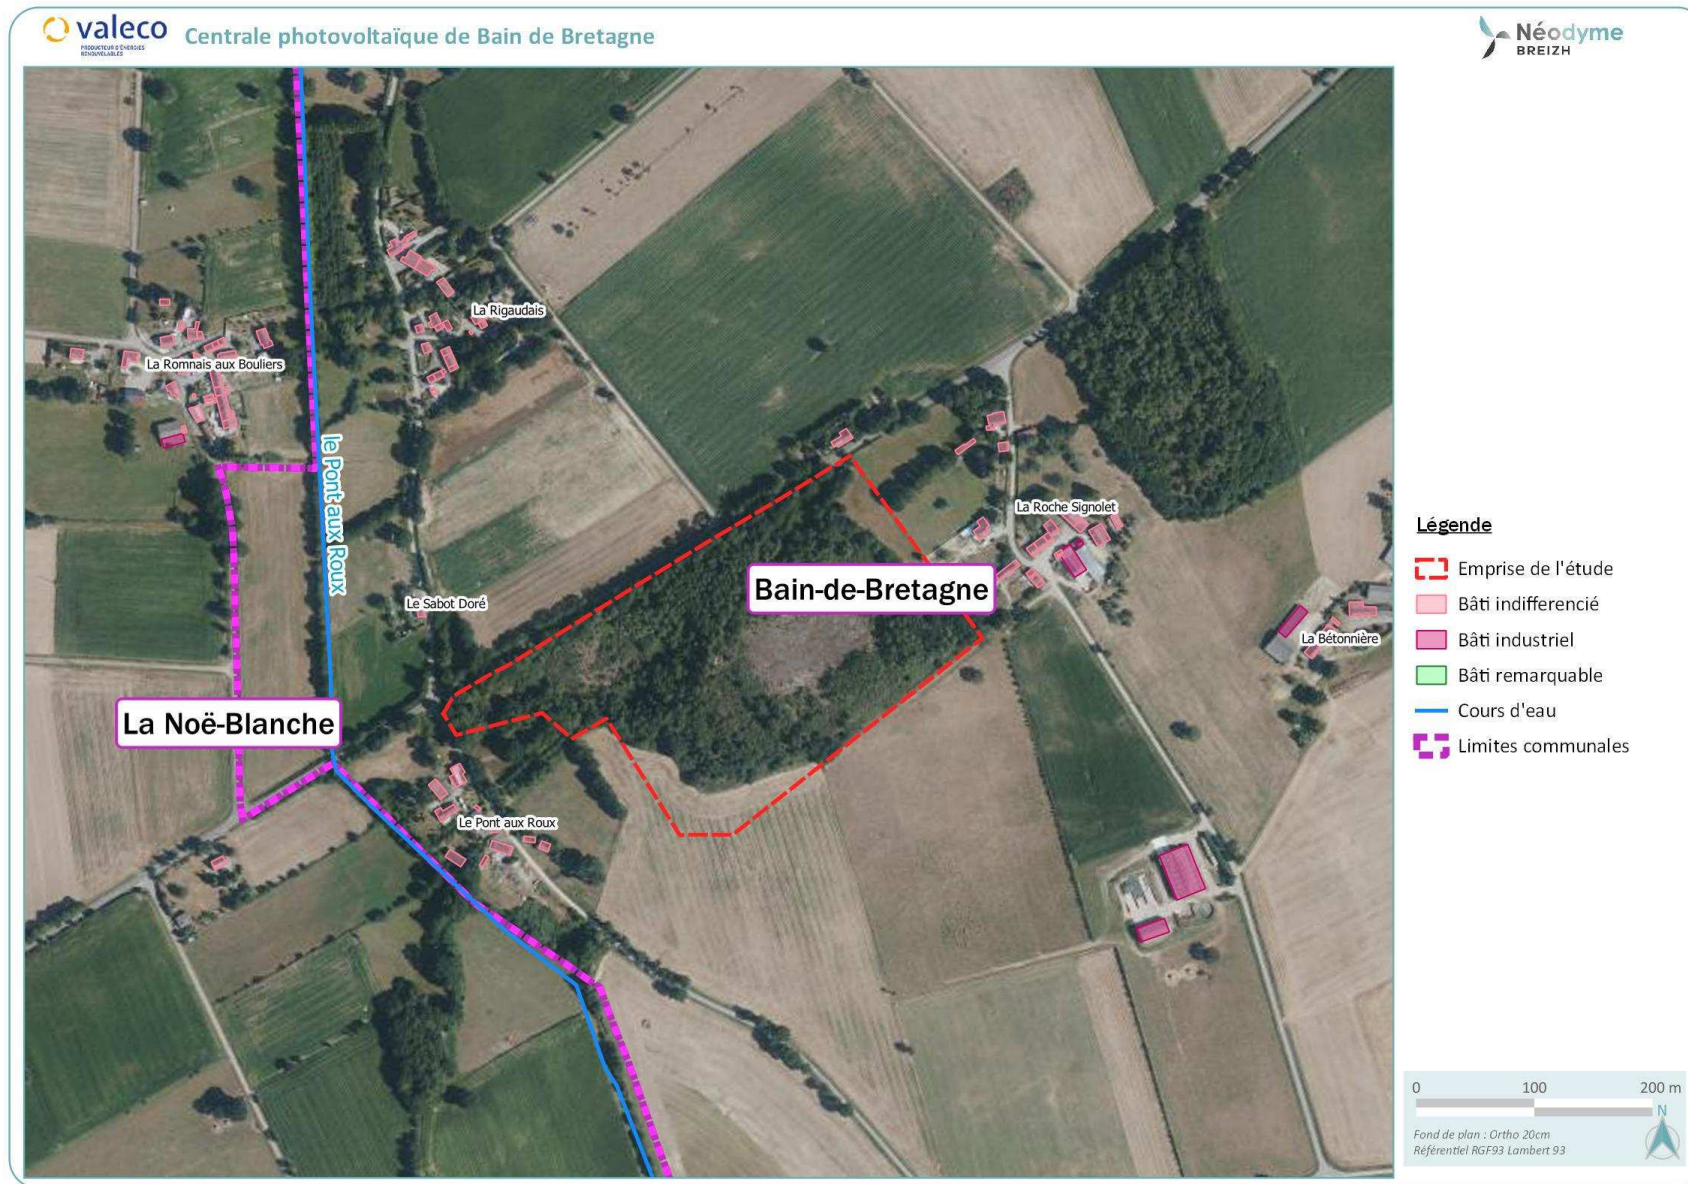 valeco
PRODUCTEUR D'ÉNERGIES
RENOUVELABLES
Centrale photovoltaïque de Bain de Bretagne
Néodyme
BREIZH
La Rigaudais
La Romnais aux Bouliers
le Pont aux Roux
La Roche Signolet
Bain-de-Bretagne
Le Sabot Doré
La Bétonnière
La Noë-Blanche
Le Pont aux Roux
Légende
Emprise de l'étude
Bâti indifferencié
Bâti industriel
Bâti remarquable
Cours d'eau
Limites communales
0 100 200 m
N
Fond de plan : Ortho 20cm
Référentiel RGF93 Lambert 93